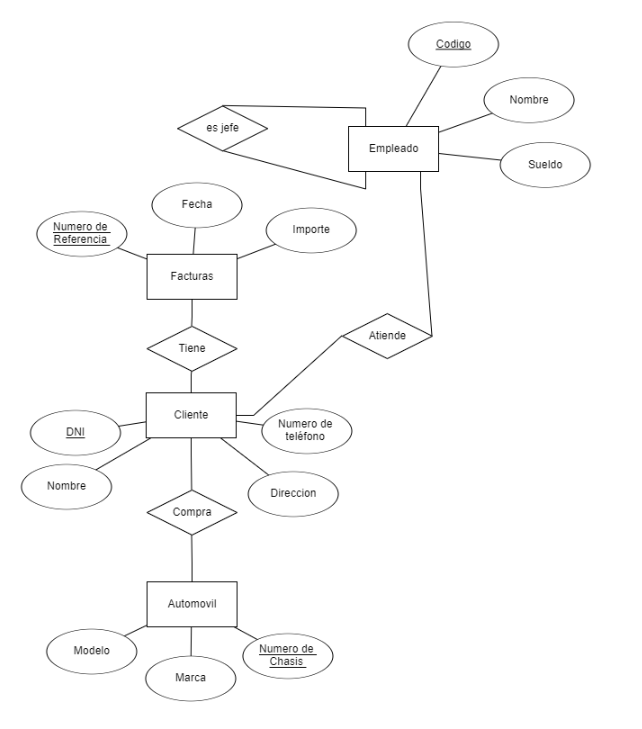 Codigo
Nombre
es jefe
Empleado
Sueldo
Fecha
Numero de
Referencia
Importe
Facturas
Atiende
Tiene
Cliente
Numero de
teléfono
DNI
Nombre
Direccion
Compra
Automovil
Modelo
Numero de
Chasis
Marca